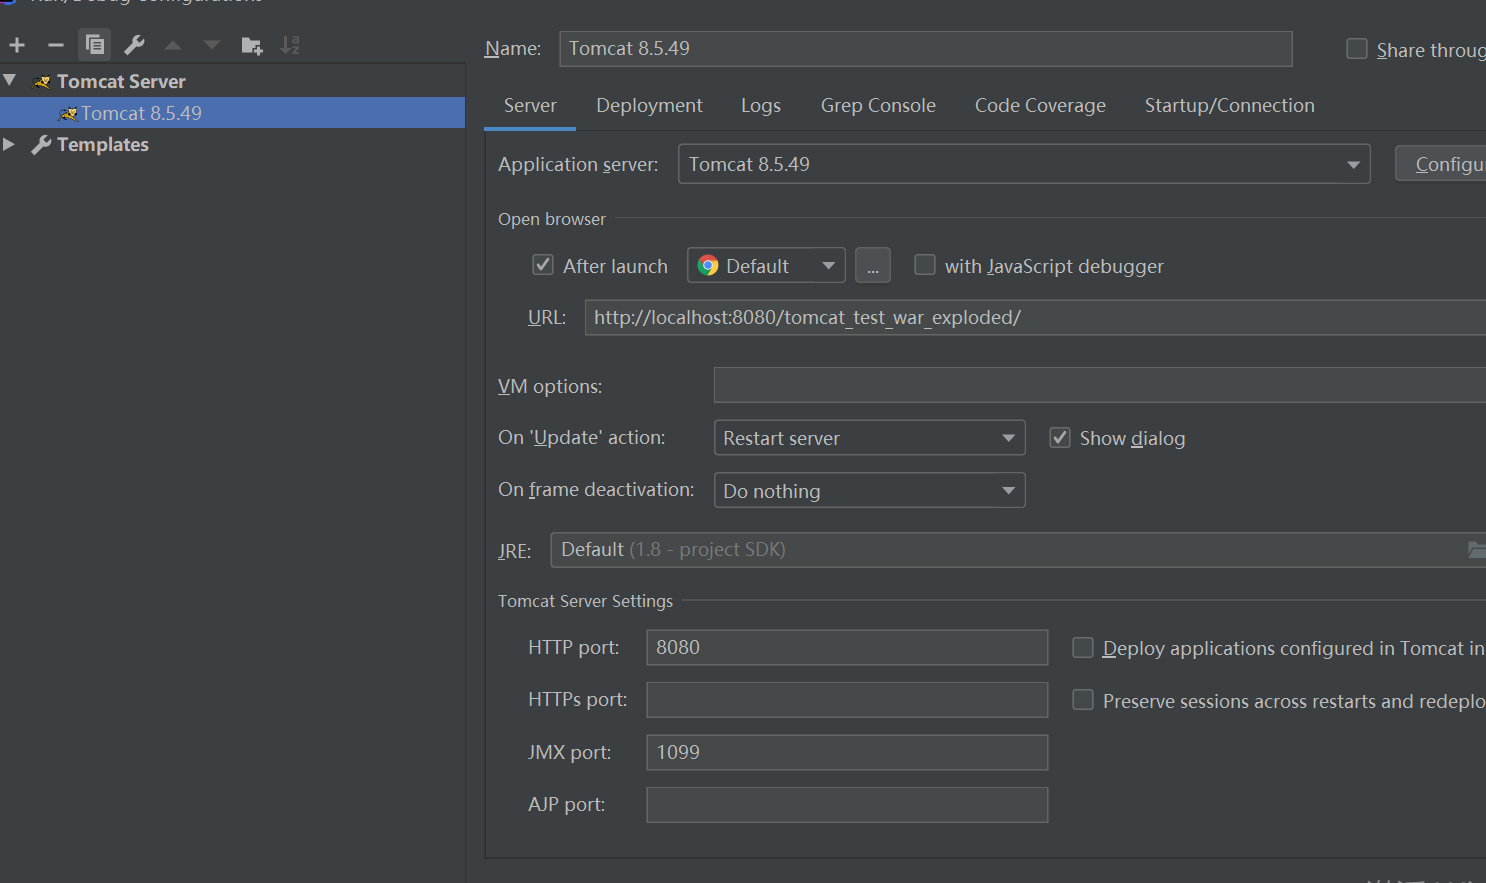 Name:
Tomcat 8.5.49
Share throug
Tomcat Server
Tomcat 8.5.49
Templates
Server
Deployment
Logs
Grep Console
Code Coverage
Startup/Connection
Application server:
Tomcat 8.5.49
Configu
Open browser
After launch
Default
...
with JavaScript debugger
URL:
http://localhost:8080/tomcat_test_war_exploded/
VM options:
On 'Update' action:
Restart server
Show dialog
On frame deactivation:
Do nothing
JRE:
Default (1.8 - project SDK)
Tomcat Server Settings
HTTP port:
8080
Deploy applications configured in Tomcat in
HTTPs port:
Preserve sessions across restarts and redeplo
JMX port:
1099
AJP port: